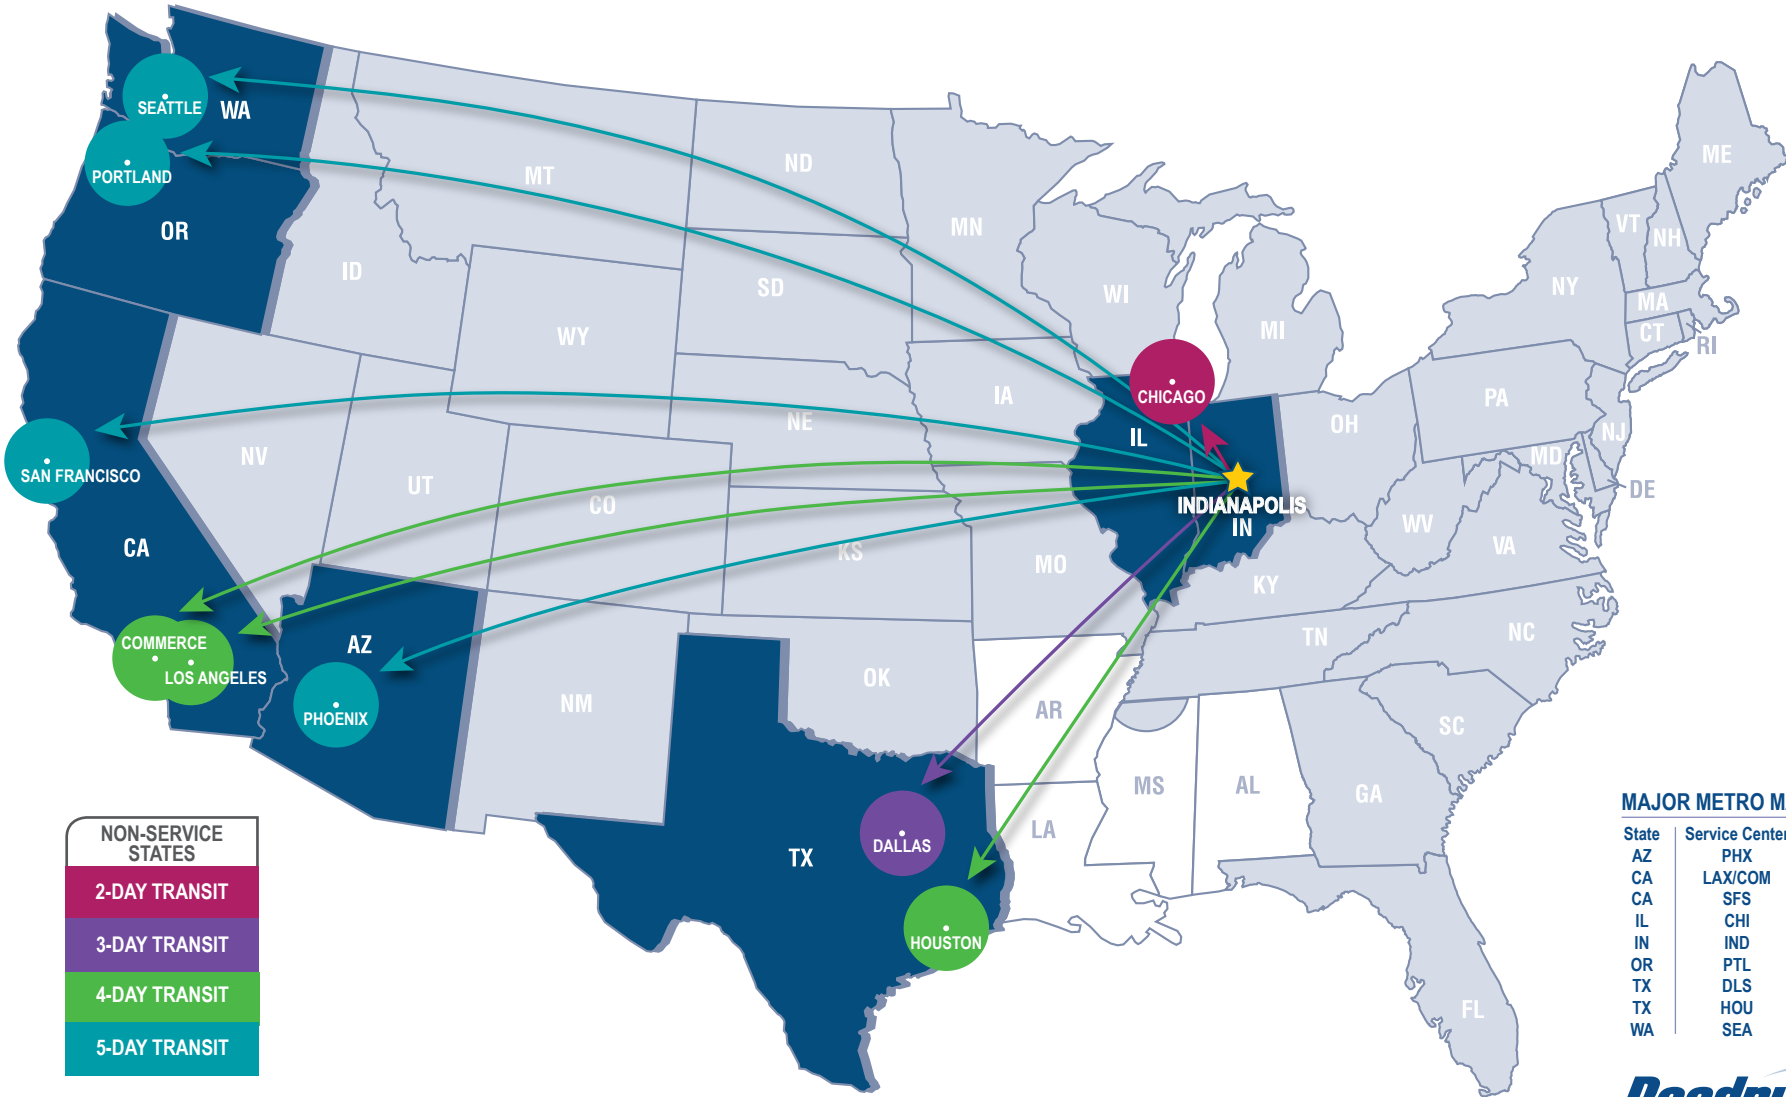 SEATTLE
WA
PORTLAND
OR
MT
ND
MN
ID
SD
WI
MI
WY
IA
NE
CHICAGO
IL
OH
PA
NY
VT
NH
ME
MA
CT
RI
NJ
MD
DE
SAN FRANCISCO
NV
UT
CO
KS
MO
INDIANAPOLIS
IN
WV
VA
KY
CA
COMMERCE
LOS ANGELES
AZ
PHOENIX
NM
OK
AR
TN
NC
SC
MS
AL
GA
LA
TX
DALLAS
HOUSTON
FL
NON-SERVICE
STATES
2-DAY TRANSIT
3-DAY TRANSIT
4-DAY TRANSIT
5-DAY TRANSIT
MAJOR METRO
State Service Center
AZ PHX
CA LAX/COM
CA SFS
IL CHI
IN IND
OR PTL
TX DLS
TX HOU
WA SEA